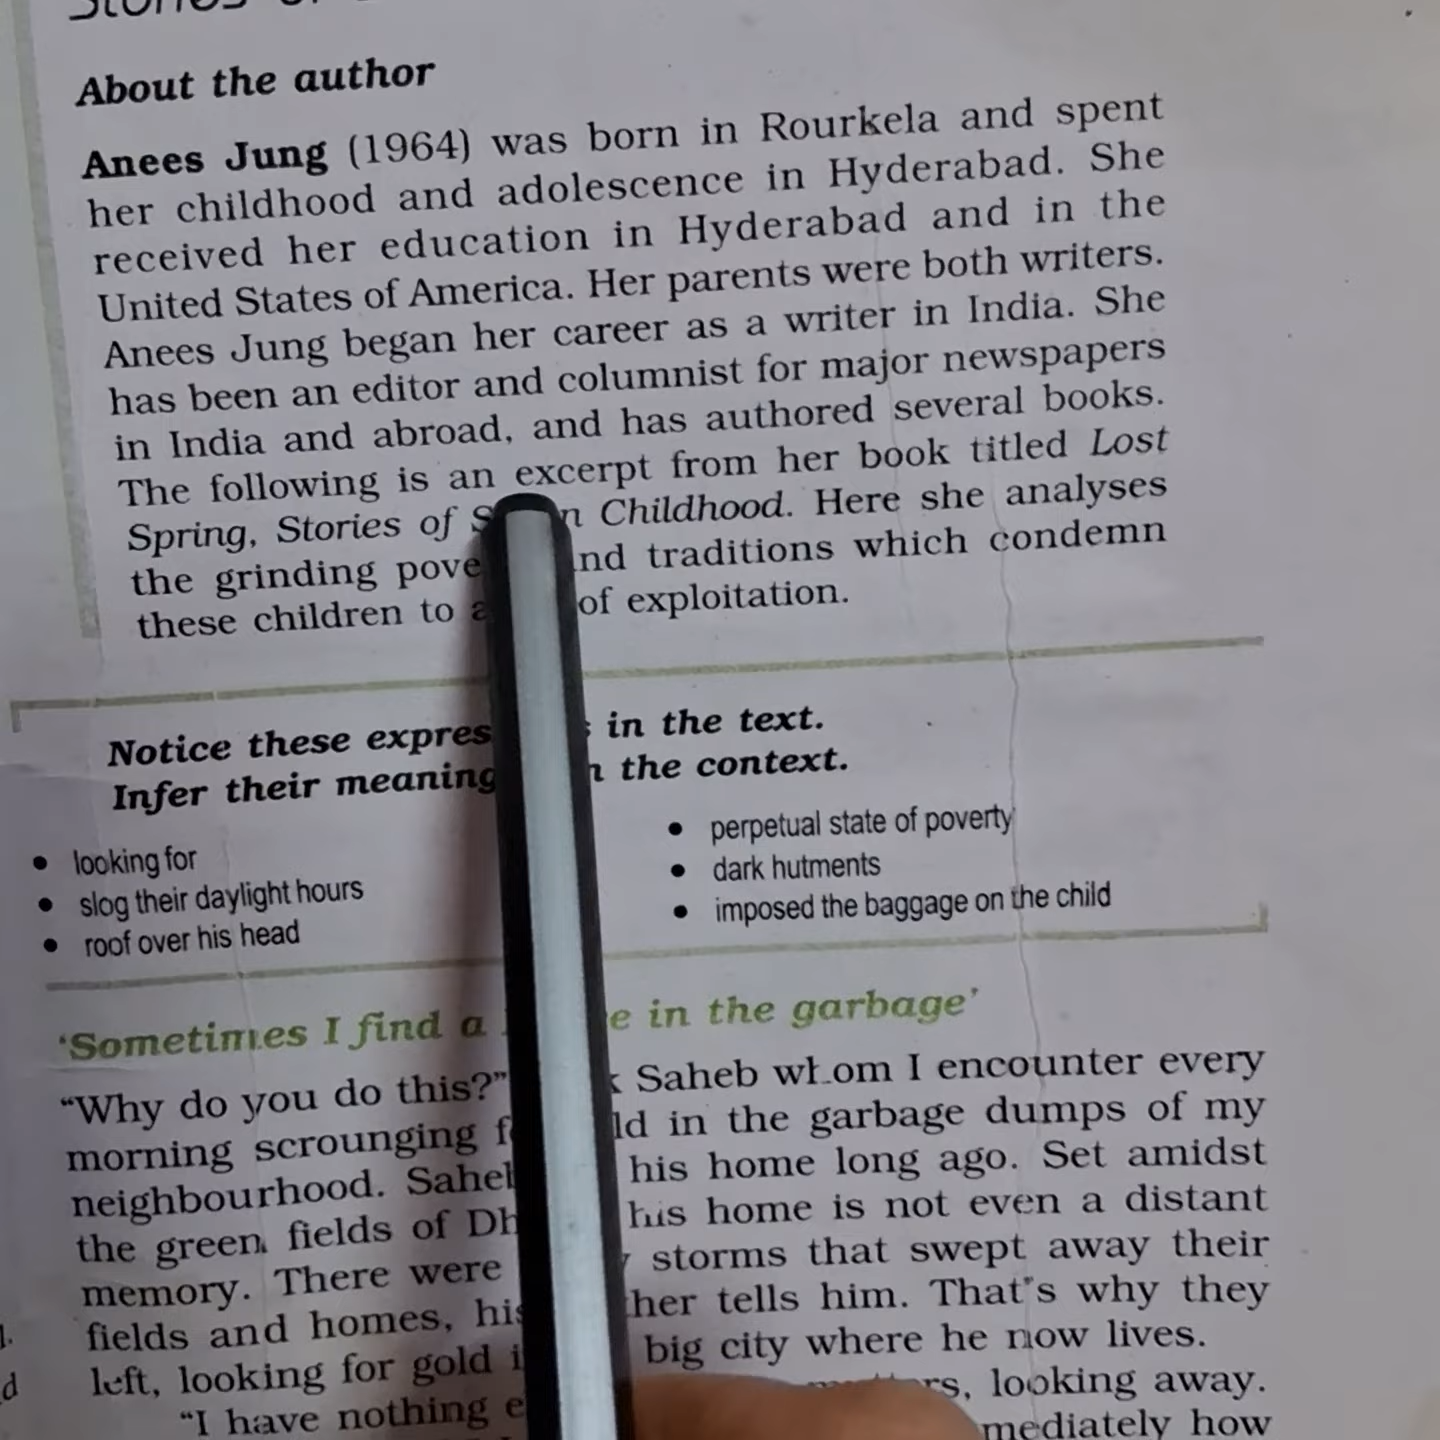 About the author
Anees Jung (1964) was born in Rourkela and spent
her childhood and adolescence in Hyderabad. She
received her education in Hyderabad and in the
United States of America. Her parents were both writers.
Anees Jung began her career as a writer in India. She
has been an editor and columnist for major newspapers
in India and abroad, and has authored several books.
The following is an excerpt from her book titled Lost
Spring, Stories of Childhood. Here she analyses
the grinding traditions which condemn
these children to of exploitation.
Notice these in the text.
Infer their the context.
• looking for
• slog their daylight hours
• roof over his head
• perpetual state of poverty
• dark hutments
• imposed the baggage on the child
‘Sometimes I find a in the garbage’
“Why do you do this?” Saheb whom I encounter every
morning scrounging in the garbage dumps of my
neighbourhood. his home long ago. Set amidst
the green fields of his home is not even a distant
memory. There were storms that swept away their
fields and homes, tells him. That's why they
left, looking for gold big city where he now lives.
“I have nothing looking away.
how